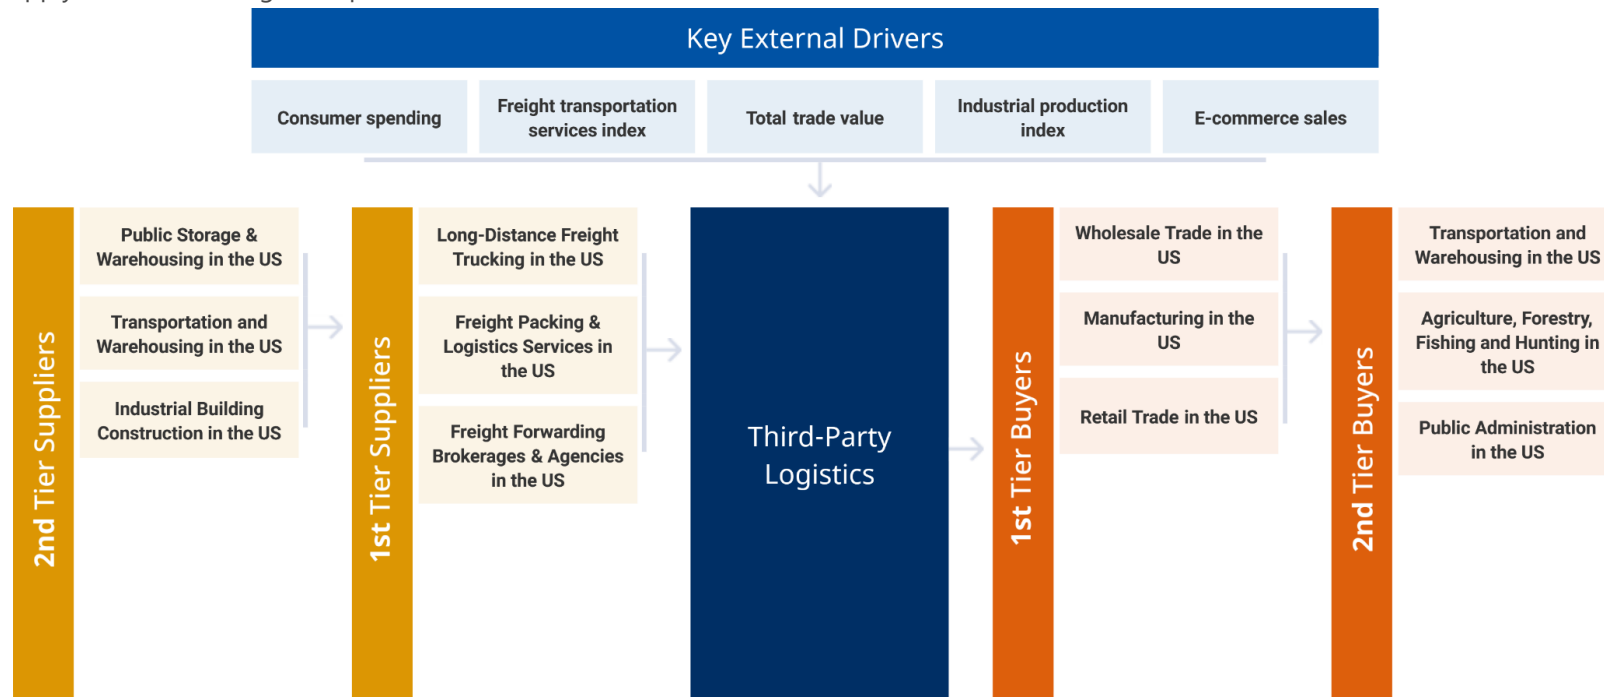 Key External Drivers
Consumer spending
Freight transportation
services index
Total trade value
Industrial production
index
E-commerce sales
2nd Tier Suppliers
Public Storage &
Warehousing in the US
Transportation and
Warehousing in the US
Industrial Building
Construction in the US
1st Tier Suppliers
Long-Distance Freight
Trucking in the US
Freight Packing &
Logistics Services in
the US
Freight Forwarding
Brokerages & Agencies
in the US
Third-Party
Logistics
1st Tier Buyers
Wholesale Trade in the
US
Manufacturing in the
US
Retail Trade in the US
2nd Tier Buyers
Transportation and
Warehousing in the US
Agriculture, Forestry,
Fishing and Hunting in
the US
Public Administration
in the US